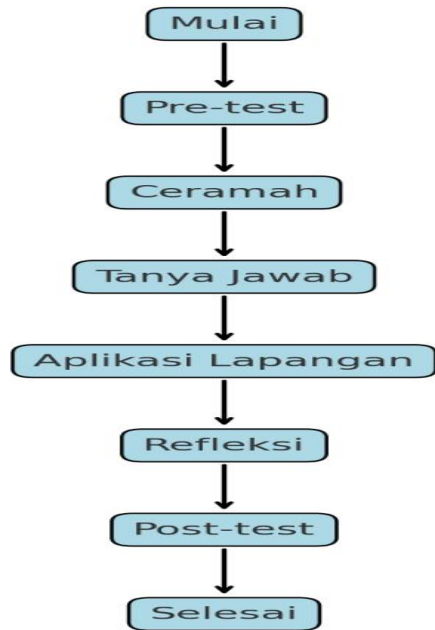 Mulai
Pre-test
Ceramah
Tanya Jawab
Aplikasi Lapangan
Refleksi
Post-test
Selesai